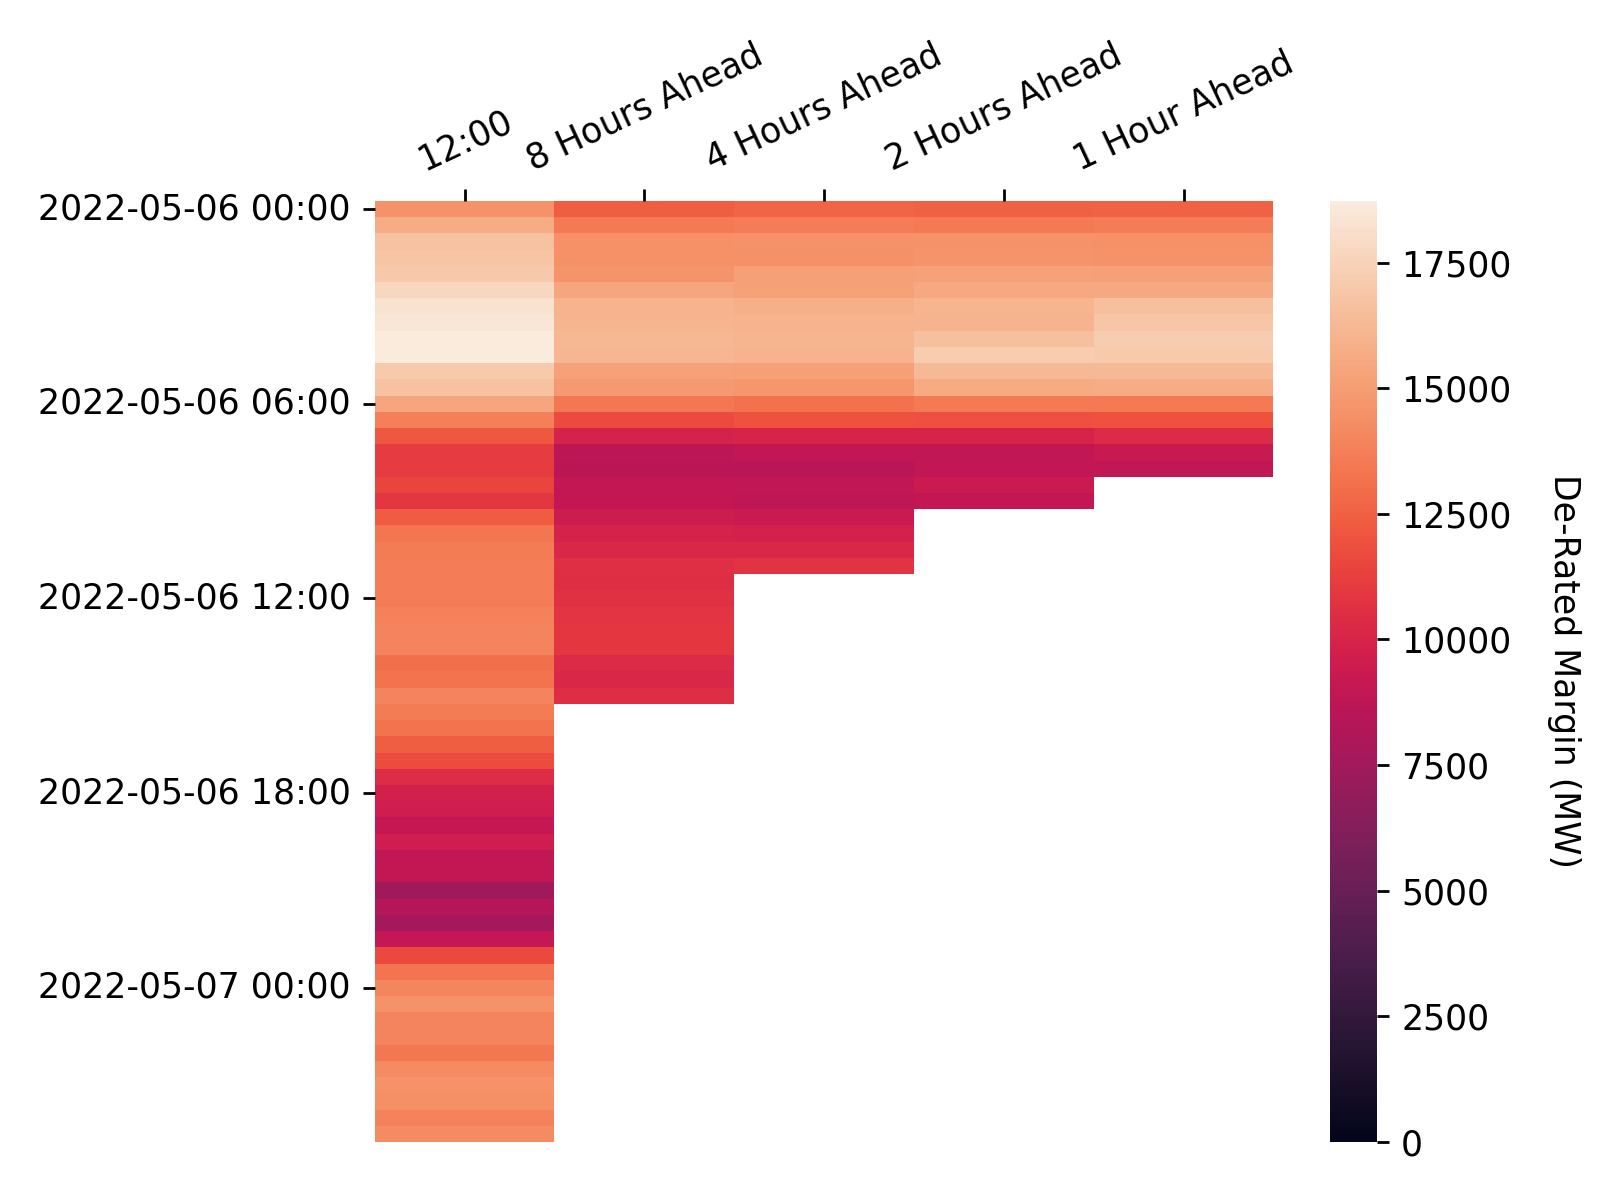 12:00
8 Hours Ahead
4 Hours Ahead
2 Hours Ahead
1 Hour Ahead
2022-05-06 00:00
2022-05-06 06:00
2022-05-06 12:00
2022-05-06 18:00
2022-05-07 00:00
17500
15000
12500
10000
7500
5000
2500
0
De-Rated Margin (MW)